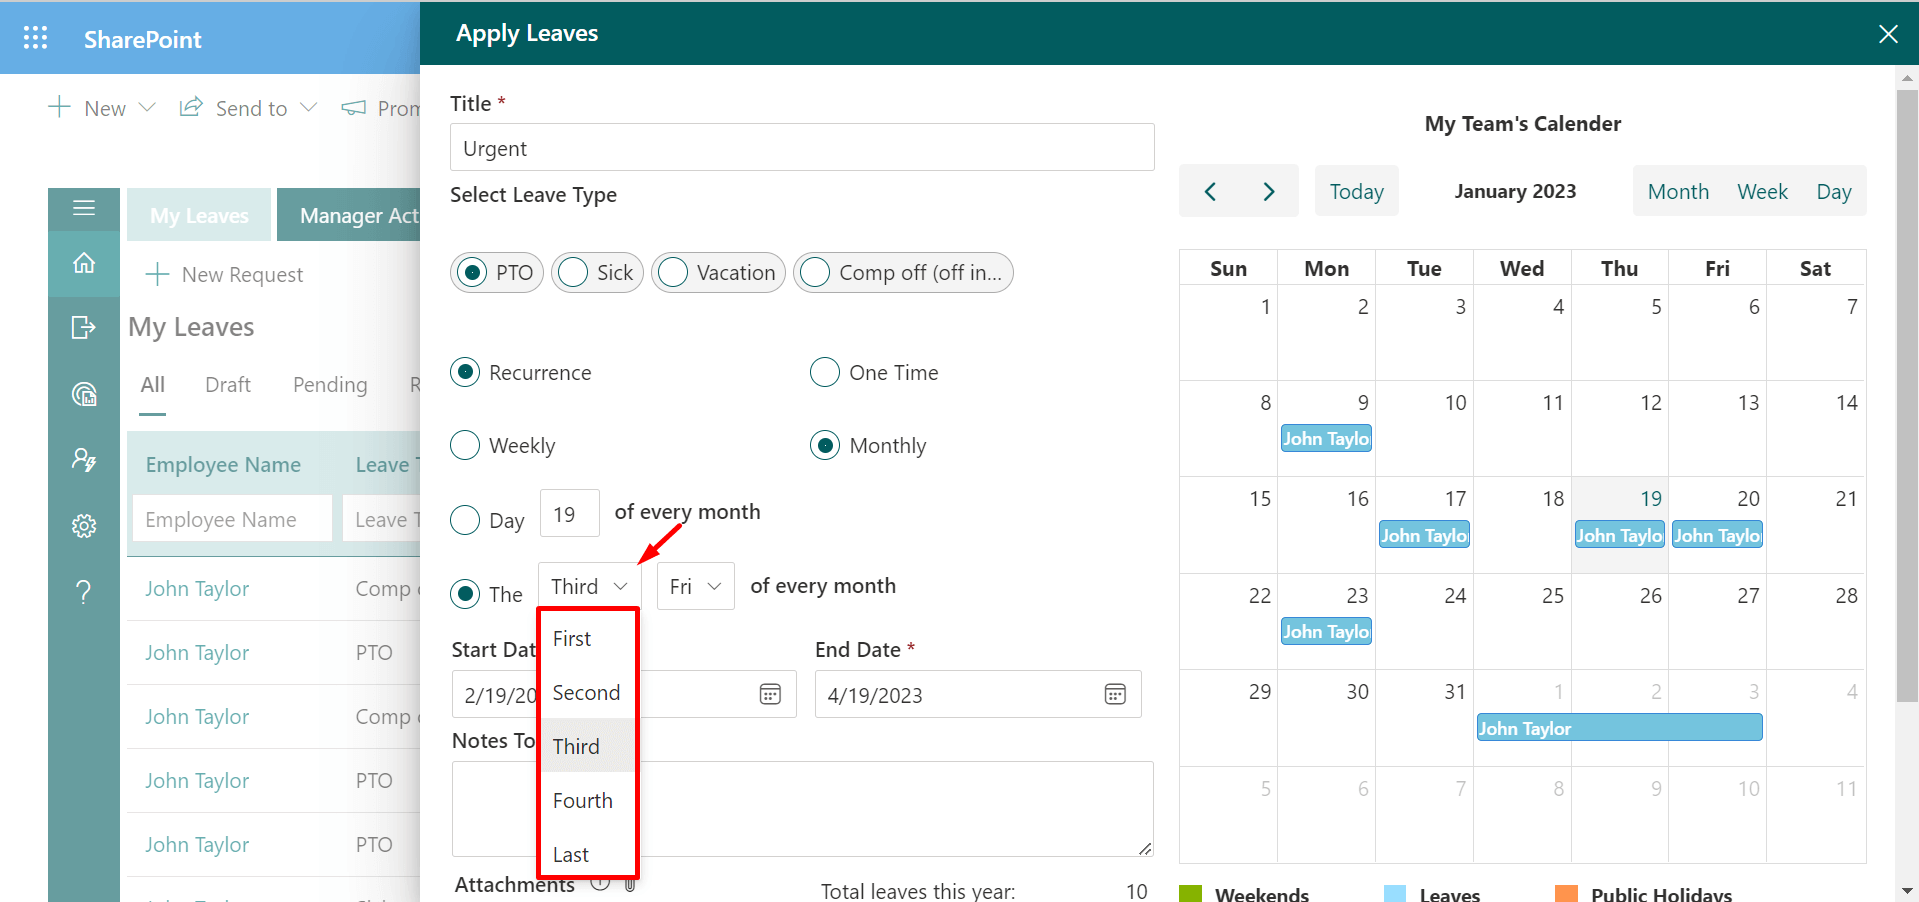 SharePoint
New
Send to
Prom
My Leaves
Manager Act
New Request
My Leaves
All Draft Pending R
Employee Name Leave T
Employee Name Leave T
John Taylor Comp
John Taylor PTO
John Taylor Comp
John Taylor PTO
John Taylor PTO
Apply Leaves
Title *
Urgent
Select Leave Type
PTO Sick Vacation Comp off (off in...
Recurrence One Time
Weekly Monthly
Day 19 of every month
The Third Fri of every month
First
Second
Third
Fourth
Last
Start Dat End Date *
2/19/20 4/19/2023
Notes To
Attachments
Total leaves this year: 10
My Team's Calender
Today January 2023 Month Week Day
Sun Mon Tue Wed Thu Fri Sat
1 2 3 4 5 6 7
8 9 10 11 12 13 14
John Taylo
15 16 17 18 19 20 21
John Taylo John Taylo John Taylo
22 23 24 25 26 27 28
John Taylo
29 30 31 1 2 3 4
John Taylor
5 6 7 8 9 10 11
Weekends Leaves Public Holidays